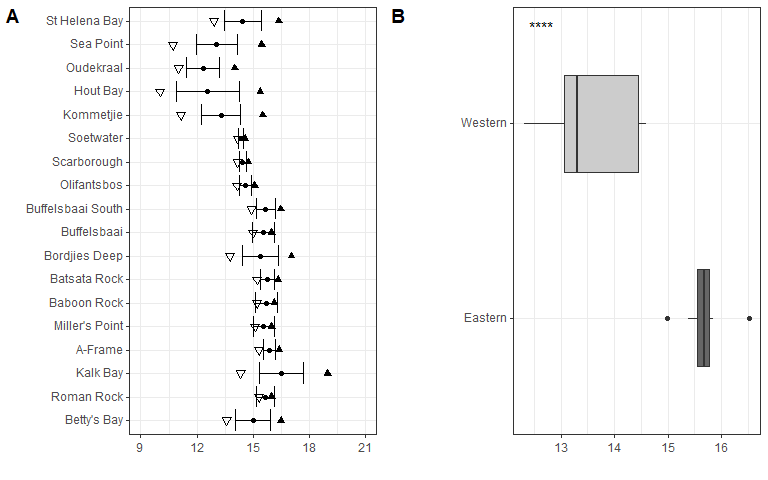 A
St Helena Bay
Sea Point
Oudekraal
Hout Bay
Kommetjie
Soetwater
Scarborough
Olifantsbos
Buffelsbaai South
Buffelsbaai
Bordjies Deep
Batsata Rock
Baboon Rock
Miller's Point
A-Frame
Kalk Bay
Roman Rock
Betty's Bay
9 12 15 18 21
B
****
Western
Eastern
13 14 15 16